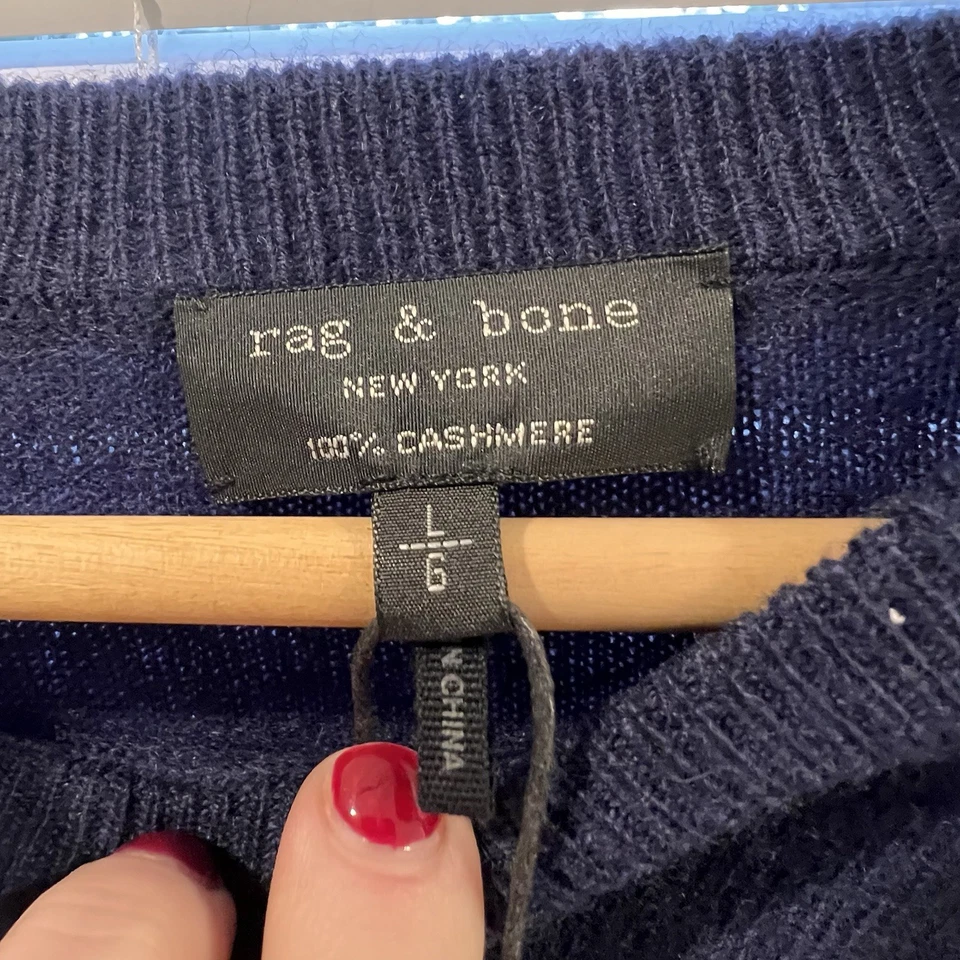 rag & bone
NEW YORK
100% CASHMERE
L
G
N CHINA